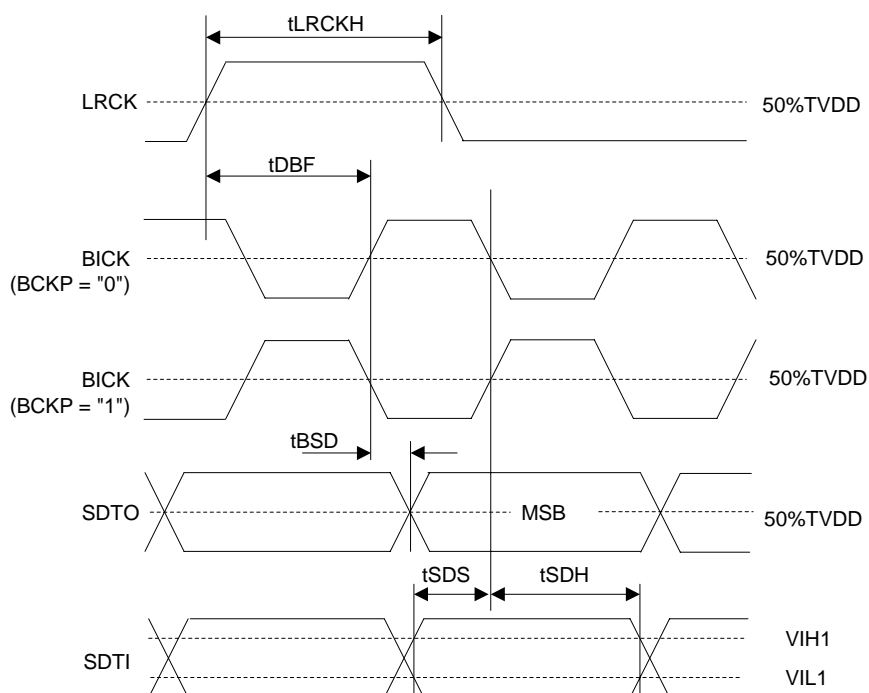 tLRCKH
LRCK
50%TVDD
tDBF
BICK
(BCKP = "0")
50%TVDD
BICK
(BCKP = "1")
50%TVDD
tBSD
SDTO
MSB
50%TVDD
tSDS
tSDH
SDTI
VIH1
VIL1